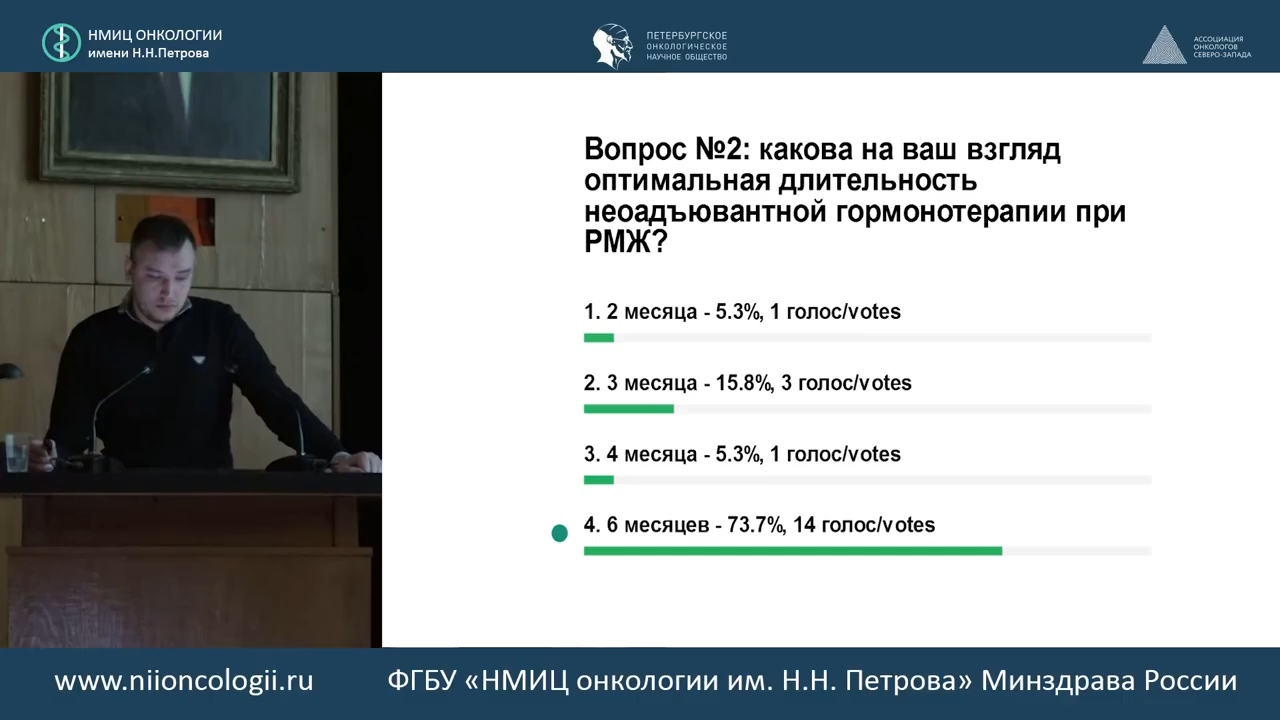 НМИЦ ОНКОЛОГИИ
имени Н.Н.Петрова
ПЕТЕРБУРГСКОЕ
ОНКОЛОГИЧЕСКОЕ
НАУЧНОЕ ОБЩЕСТВО
АССОЦИАЦИЯ
ОНКОЛОГОВ
СЕВЕРО-ЗАПАДА
Вопрос №2: какова на ваш взгляд
оптимальная длительность
неоадъювантной гормонотерапии при
РМЖ?
1. 2 месяца - 5.3%, 1 голос/votes
2. 3 месяца - 15.8%, 3 голос/votes
3. 4 месяца - 5.3%, 1 голос/votes
4. 6 месяцев - 73.7%, 14 голос/votes
www.niioncologii.ru
ФГБУ «НМИЦ онкологии им. Н.Н. Петрова» Минздрава России